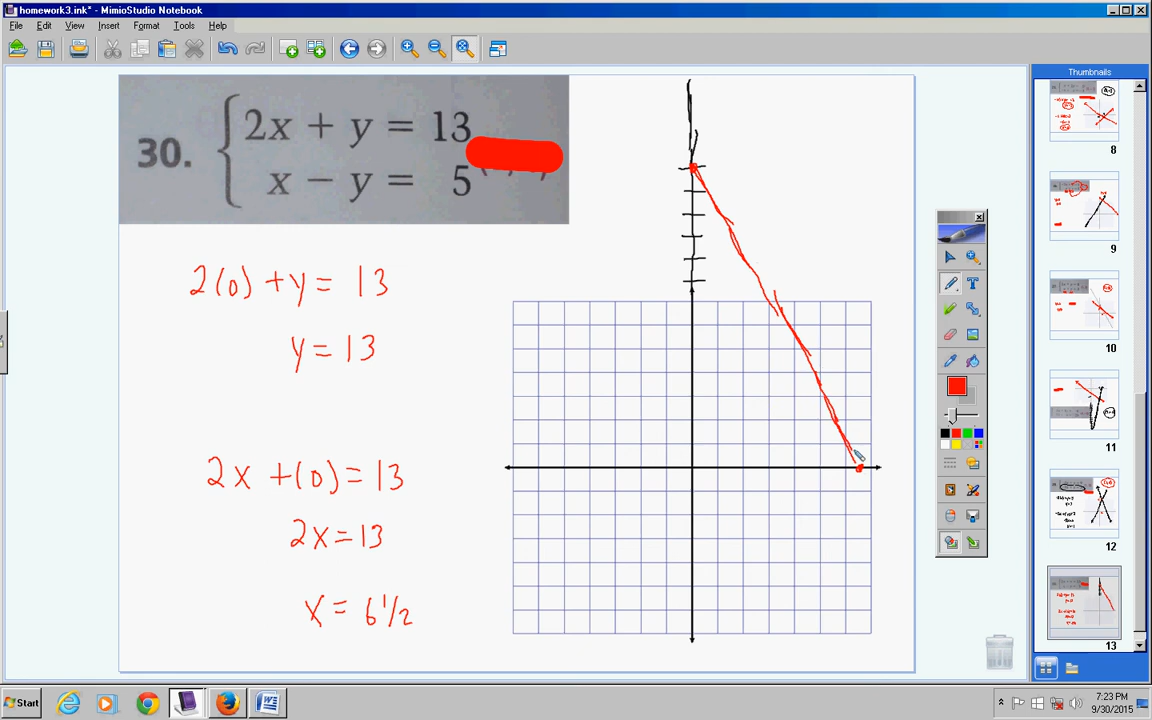 homework3.ink* - MimioStudio Notebook
File Edit View Insert Format Tools Help
Thumbnails
30. 2x + y = 13
x − y = 5
2(0) + y = 13
y = 13
2x + (0) = 13
2x = 13
x = 6 1/2
8
9
10
11
12
13
Start
7:23 PM
9/30/2015